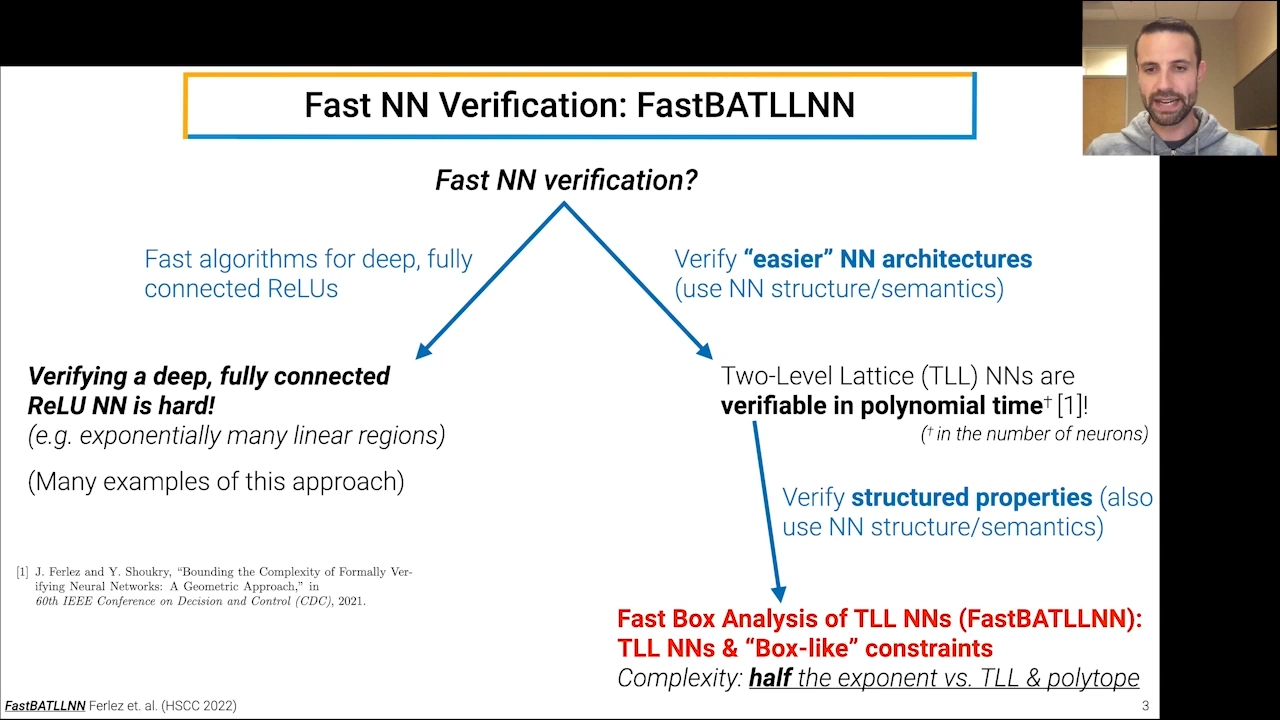 Fast NN Verification: FastBATLLNN
Fast NN verification?
Fast algorithms for deep, fully
connected ReLUs
Verify “easier” NN architectures
(use NN structure/semantics)
Verifying a deep, fully connected
ReLU NN is hard!
(e.g. exponentially many linear regions)
(Many examples of this approach)
Two-Level Lattice (TLL) NNs are
verifiable in polynomial time† [1]!
(† in the number of neurons)
Verify structured properties (also
use NN structure/semantics)
[1] J. Ferlez and Y. Shoukry, “Bounding the Complexity of Formally Ver-
ifying Neural Networks: A Geometric Approach,” in
60th IEEE Conference on Decision and Control (CDC), 2021.
Fast Box Analysis of TLL NNs (FastBATLLNN):
TLL NNs & “Box-like” constraints
Complexity: half the exponent vs. TLL & polytope
FastBATLLNN Ferlez et. al. (HSCC 2022)
3